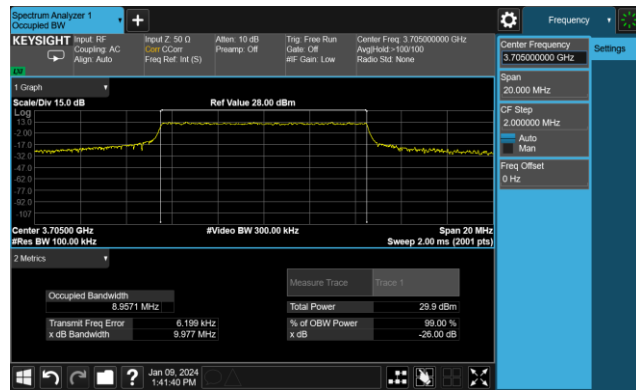 Spectrum Analyzer 1
Occupied BW
+
Frequency
KEYSIGHT
Input: RF
Coupling: AC
Align: Auto
Input Z: 50 Ω
Corr CCorr
Freq Ref: Int (S)
Atten: 10 dB
Preamp: Off
Trig: Free Run
Gate: Off
#IF Gain: Low
Center Freq: 3.705000000 GHz
Avg|Hold:>100/100
Radio Std: None
Center Frequency
3.705000000 GHz
Settings
Span
20.000 MHz
CF Step
2.000000 MHz
Auto
Man
Freq Offset
0 Hz
1 Graph
Scale/Div 15.0 dB
Ref Value 28.00 dBm
Log
13.0
-2.00
-17.0
-32.0
-47.0
-62.0
-77.0
-92.0
-107
Center 3.70500 GHz
#Video BW 300.00 kHz
Span 20 MHz
#Res BW 100.00 kHz
Sweep 2.00 ms (2001 pts)
2 Metrics
Measure Trace
Trace 1
Occupied Bandwidth
8.9571 MHz
Total Power
29.9 dBm
Transmit Freq Error
6.199 kHz
% of OBW Power
99.00 %
x dB Bandwidth
9.977 MHz
x dB
-26.00 dB
?
Jan 09, 2024
1:41:40 PM